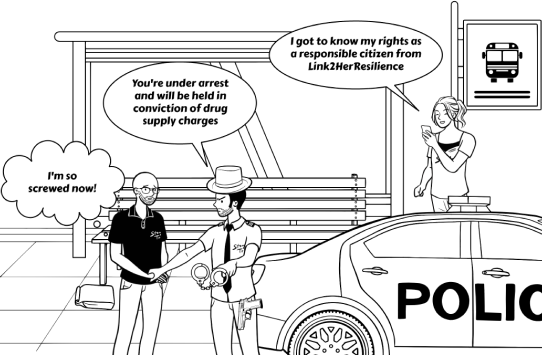 I got to know my rights as
a responsible citizen from
Link2HerResilience
You're under arrest
and will be held in
conviction of drug
supply charges
I'm so
screwed now!
POLIC